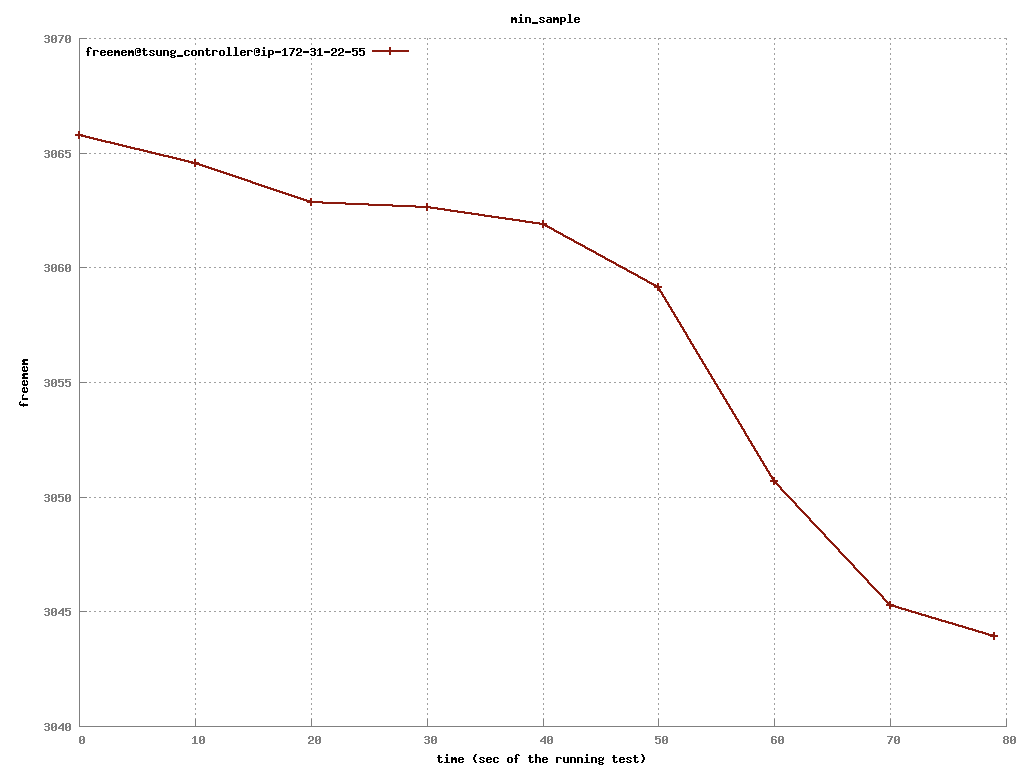 min_sample
3070
freemem@tsung_controller@ip-172-31-22-55
3065
3060
3055
freemem
3050
3045
3040
0 10 20 30 40 50 60 70 80
time (sec of the running test)